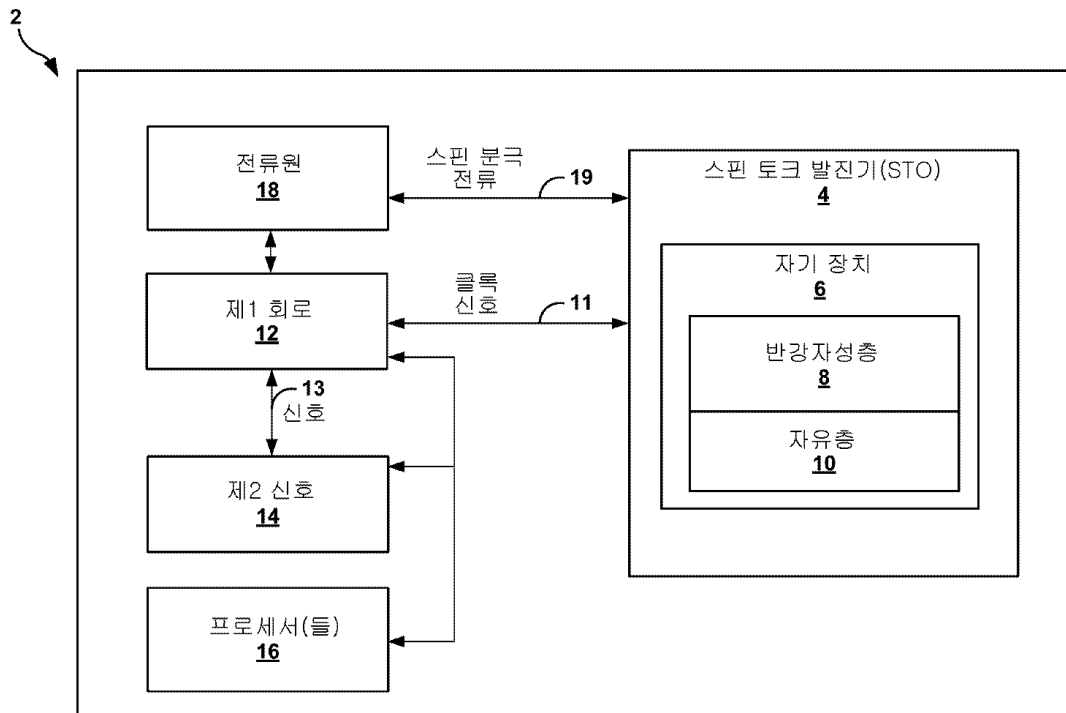 2
전류원
18
스핀 분극
전류
19
스핀 토크 발진기(STO)
4
자기 장치
6
제1 회로
12
클록
신호
11
반강자성층
8
13
신호
자유층
10
제2 신호
14
프로세서(들)
16